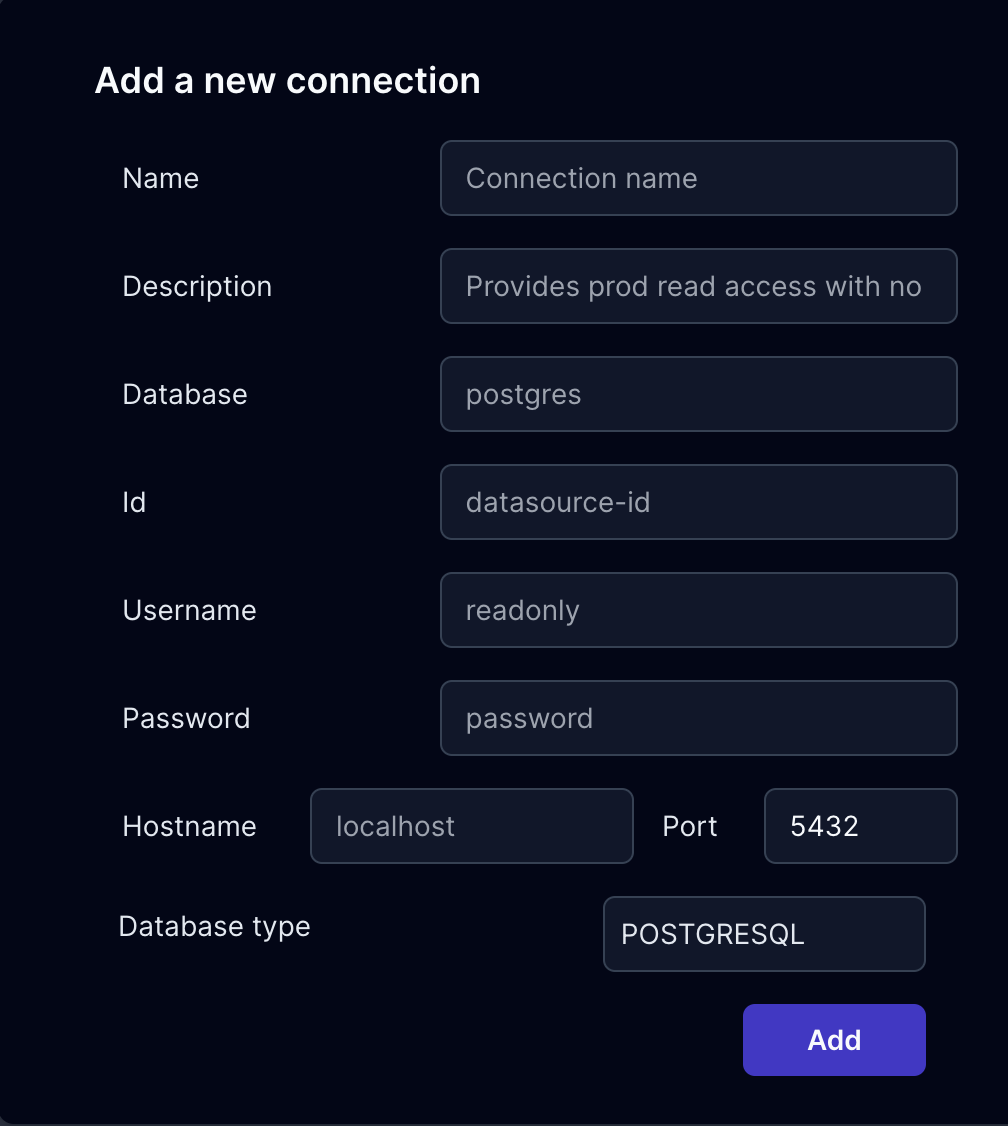 Add a new connection
Name Connection name
Description Provides prod read access with no
Database postgres
Id datasource-id
Username readonly
Password password
Hostname localhost Port 5432
Database type POSTGRESQL
Add